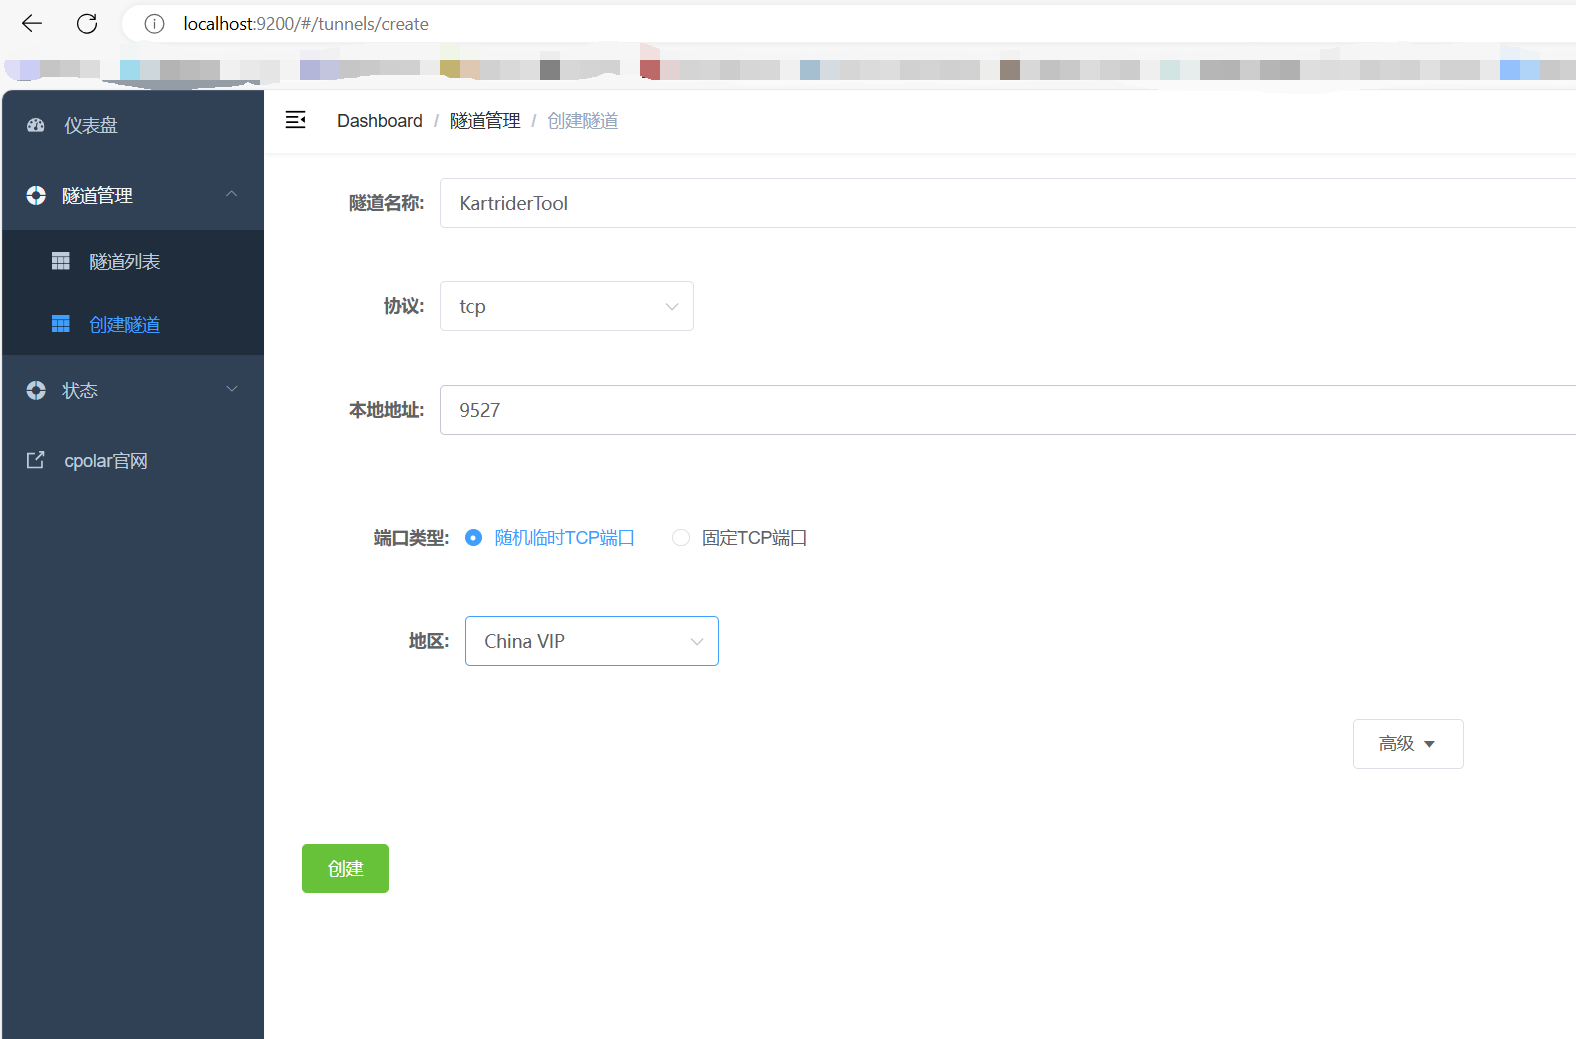 localhost:9200/#/tunnels/create
仪表盘
隧道管理
隧道列表
创建隧道
状态
cpolar官网
Dashboard / 隧道管理 / 创建隧道
隧道名称: KartriderTool
协议: tcp
本地地址: 9527
端口类型: 随机临时TCP端口 固定TCP端口
地区: China VIP
高级
创建